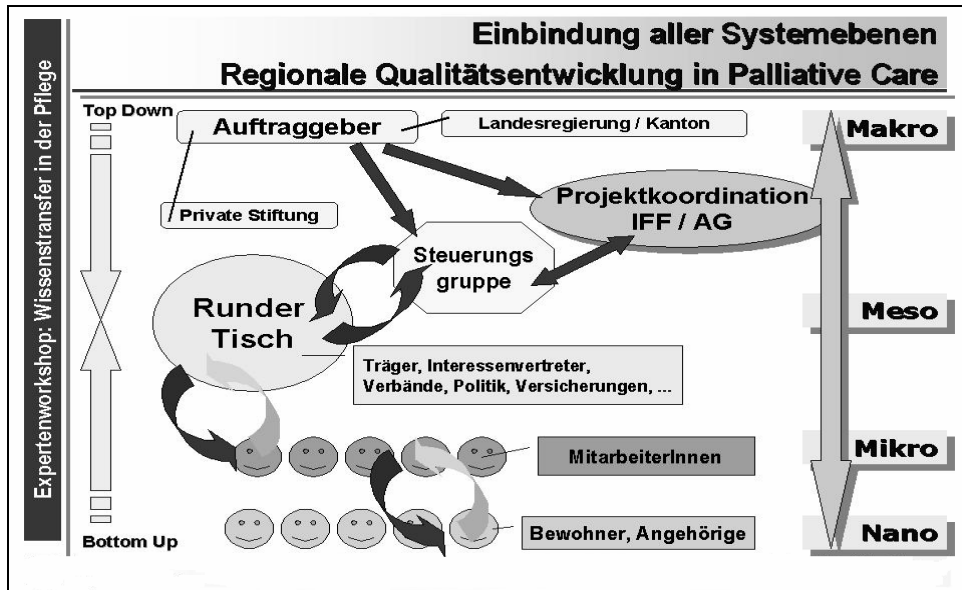 Expertenworkshop: Wissenstransfer in der Pflege
Einbindung aller Systemebenen
Regionale Qualitätsentwicklung in Palliative Care
Top Down
Auftraggeber
Landesregierung / Kanton
Makro
Private Stiftung
Projektkoordination
IFF / AG
Steuerungs
gruppe
Runder
Tisch
Meso
Träger, Interessenvertreter,
Verbände, Politik, Versicherungen, ...
MitarbeiterInnen
Mikro
Bewohner, Angehörige
Nano
Bottom Up